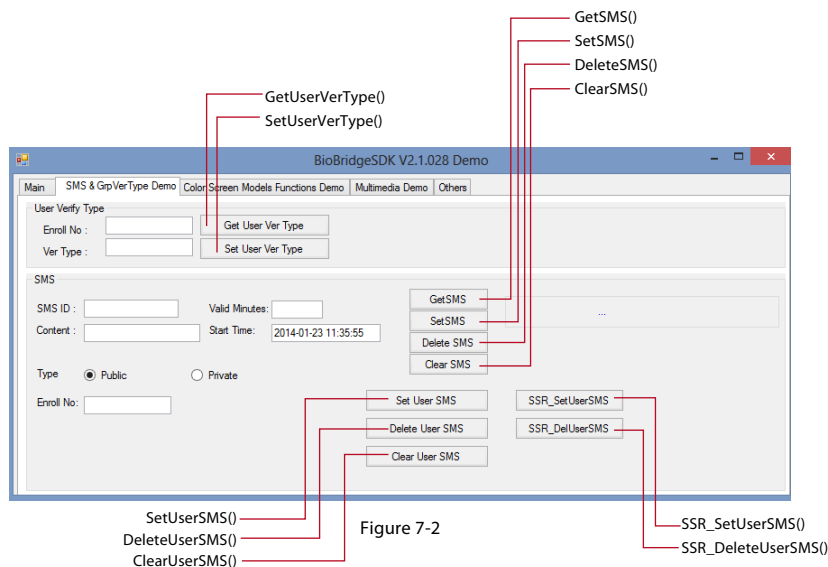 GetSMS()
SetSMS()
DeleteSMS()
ClearSMS()
GetUserVerType()
SetUserVerType()
BioBridgeSDK V2.1.028 Demo
Main SMS & GrpVerType Demo Color Screen Models Functions Demo Multimedia Demo Others
User Verify Type
Enroll No : Get User Ver Type
Ver Type : Set User Ver Type
SMS
SMS ID : Valid Minutes: GetSMS ...
Content : Start Time: 2014-01-23 11:35:55 SetSMS
Delete SMS
Type Public Private Clear SMS
Enroll No: Set User SMS SSR_SetUserSMS
Delete User SMS SSR_DelUserSMS
Clear User SMS
SetUserSMS()
DeleteUserSMS()
ClearUserSMS()
Figure 7-2
SSR_SetUserSMS()
SSR_DeleteUserSMS()